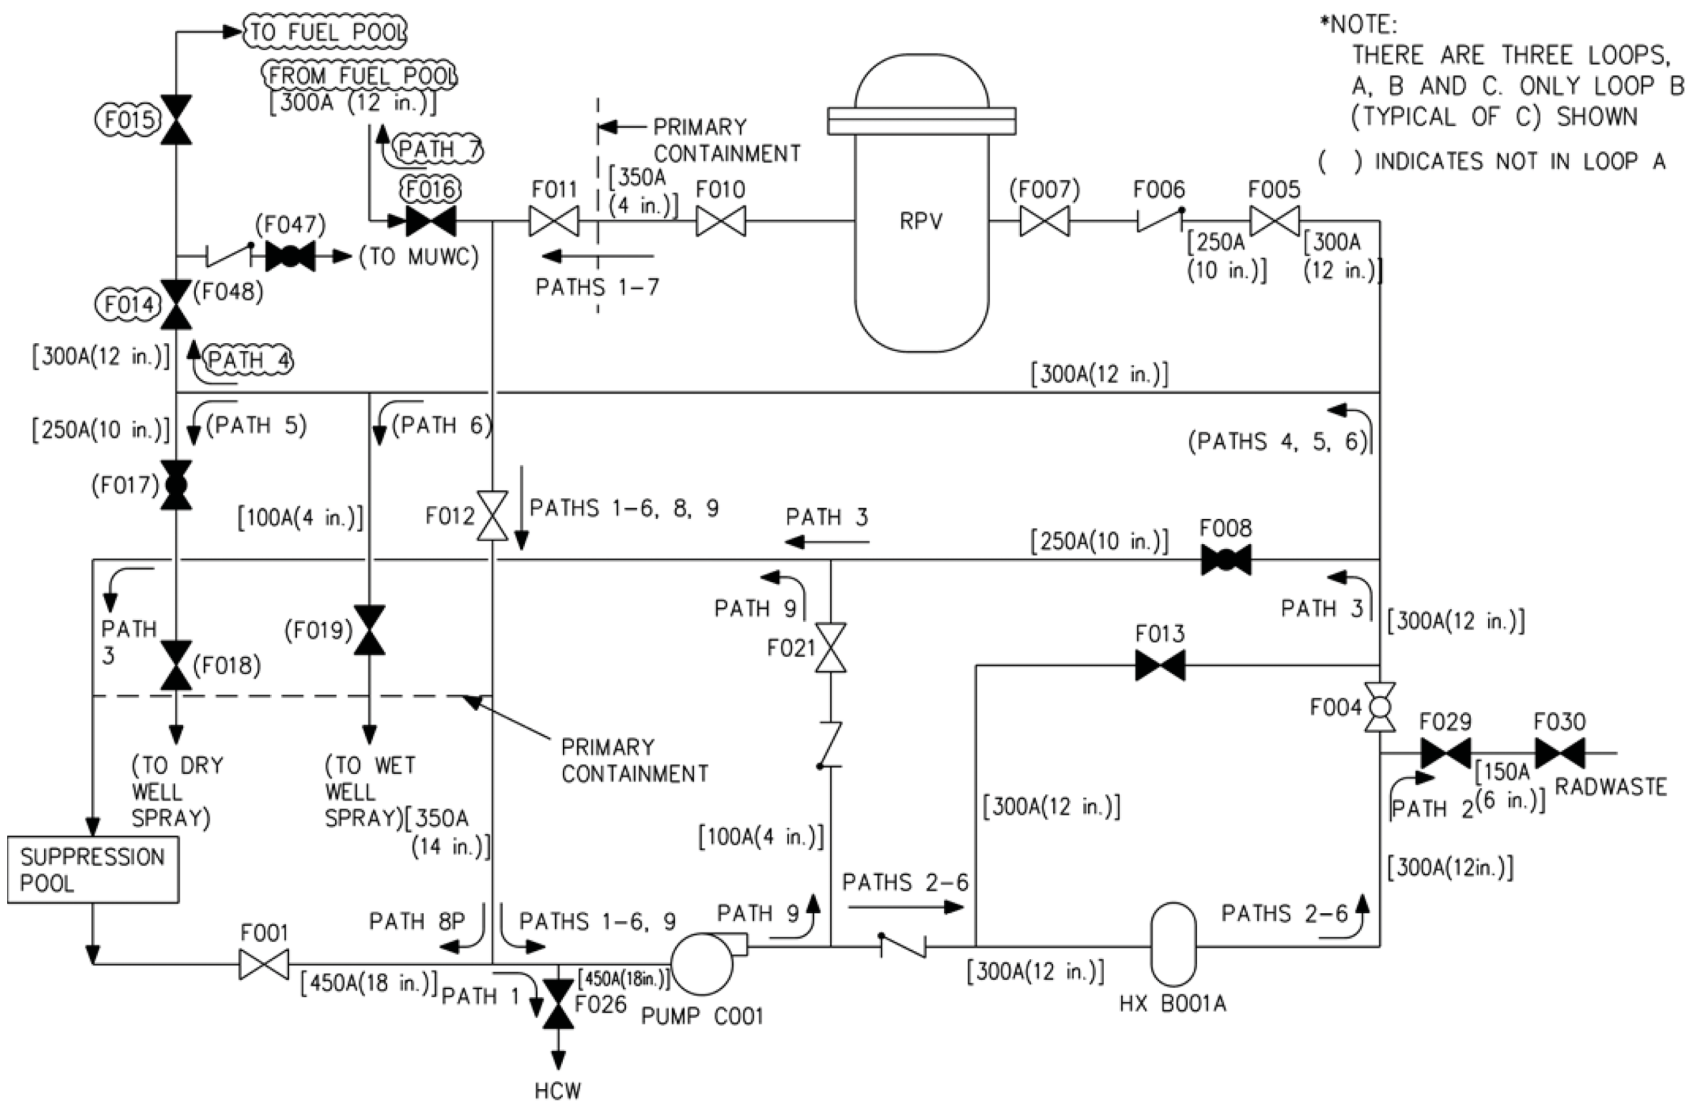 TO FUEL POOL
FROM FUEL POOL
[300A (12 in.)]
*NOTE:
THERE ARE THREE LOOPS,
A, B AND C. ONLY LOOP B
(TYPICAL OF C) SHOWN
( ) INDICATES NOT IN LOOP A
F015
PATH 7
PRIMARY
CONTAINMENT
F016
F011
[350A
(4 in.)]
F010
RPV
(F007)
F006
F005
[250A
(10 in.)]
[300A
(12 in.)]
(F047)
(TO MUWC)
(F048)
F014
PATHS 1-7
[300A(12 in.)]
PATH 4
[300A(12 in.)]
[250A(10 in.)]
(PATH 5)
(PATH 6)
(PATHS 4, 5, 6)
(F017)
[100A(4 in.)]
F012
PATHS 1-6, 8, 9
PATH 3
[250A(10 in.)]
F008
PATH
3
(F018)
(F019)
PATH 9
F021
F013
PATH 3
[300A(12 in.)]
F004
F029
F030
PRIMARY
CONTAINMENT
(TO DRY
WELL
SPRAY)
(TO WET
WELL
SPRAY)
[350A
(14 in.)]
[100A(4 in.)]
[300A(12 in.)]
PATH 2
[150A
(6 in.)]
RADWASTE
SUPPRESSION
POOL
[300A(12in.)]
PATHS 2-6
F001
PATH 8P
PATHS 1-6, 9
PATH 9
PATHS 2-6
[450A(18 in.)]
PATH 1
[450A(18in.)]
F026
PUMP C001
[300A(12 in.)]
HX B001A
HCW